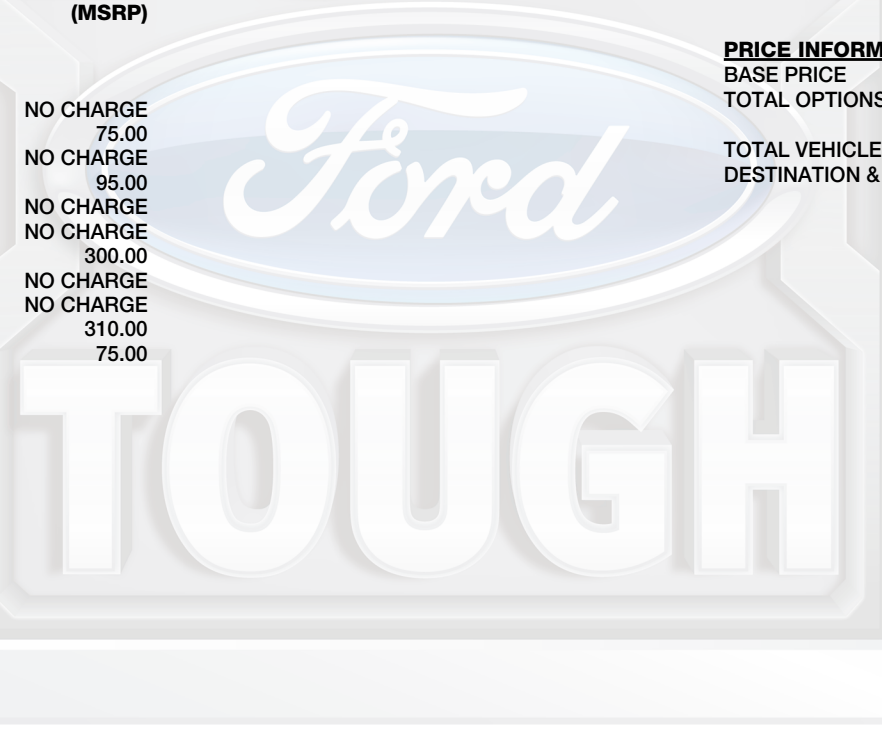 (MSRP)
NO CHARGE
75.00
NO CHARGE
95.00
NO CHARGE
NO CHARGE
300.00
NO CHARGE
NO CHARGE
310.00
75.00
PRICE INFORM
BASE PRICE
TOTAL OPTIONS
TOTAL VEHICLE
DESTINATION &
Ford
TOUGH